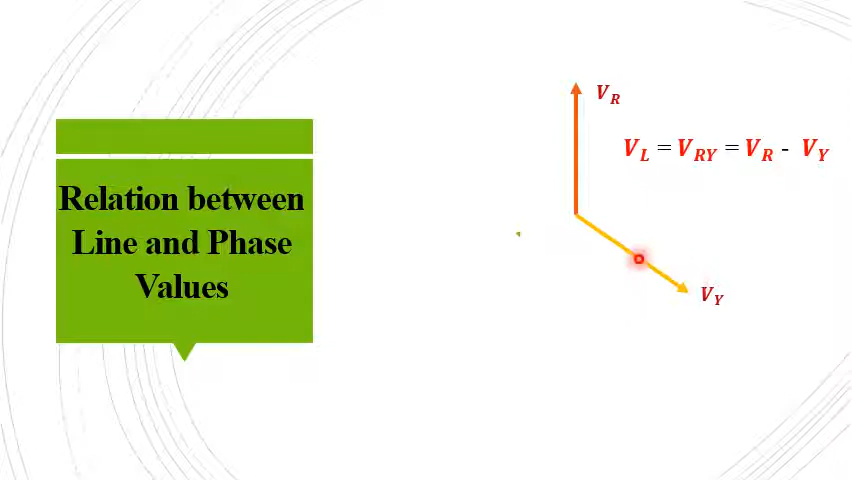 Relation between
Line and Phase
Values
V_R
V_L = V_RY = V_R - V_Y
V_Y